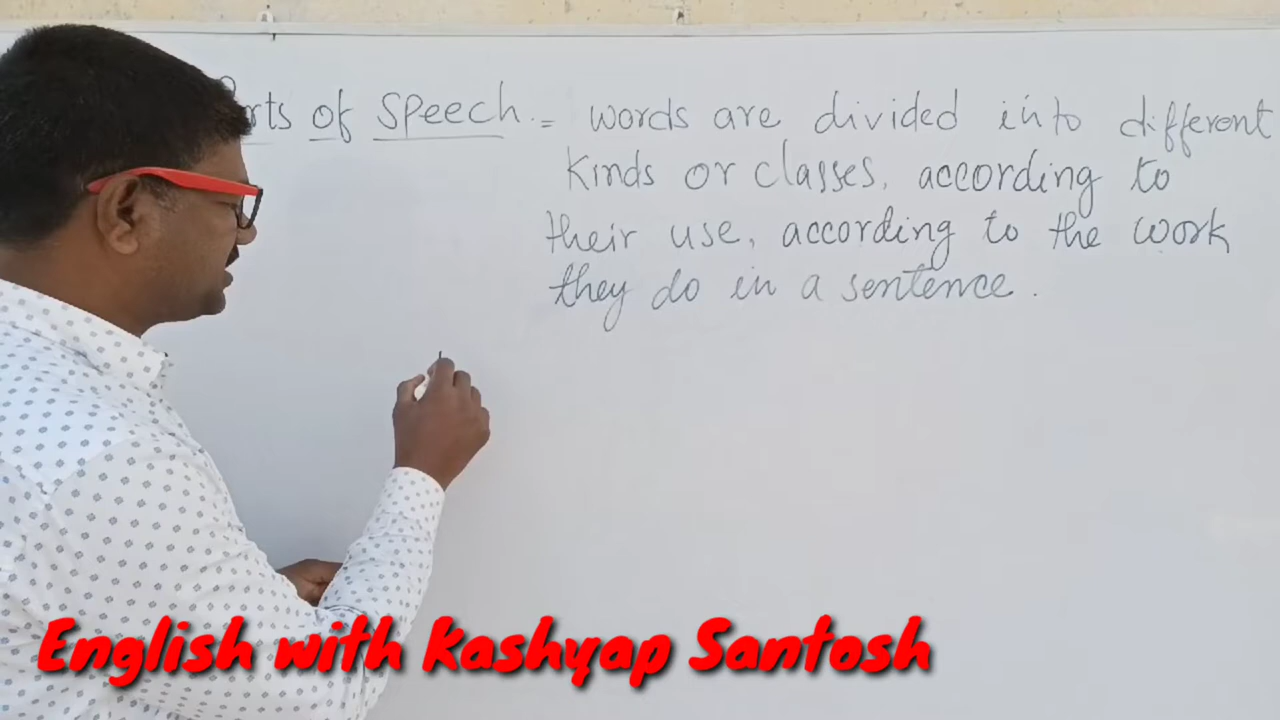 Parts of Speech. = words are divided into different
kinds or classes, according to
their use, according to the work
they do in a sentence.
English with Kashyap Santosh